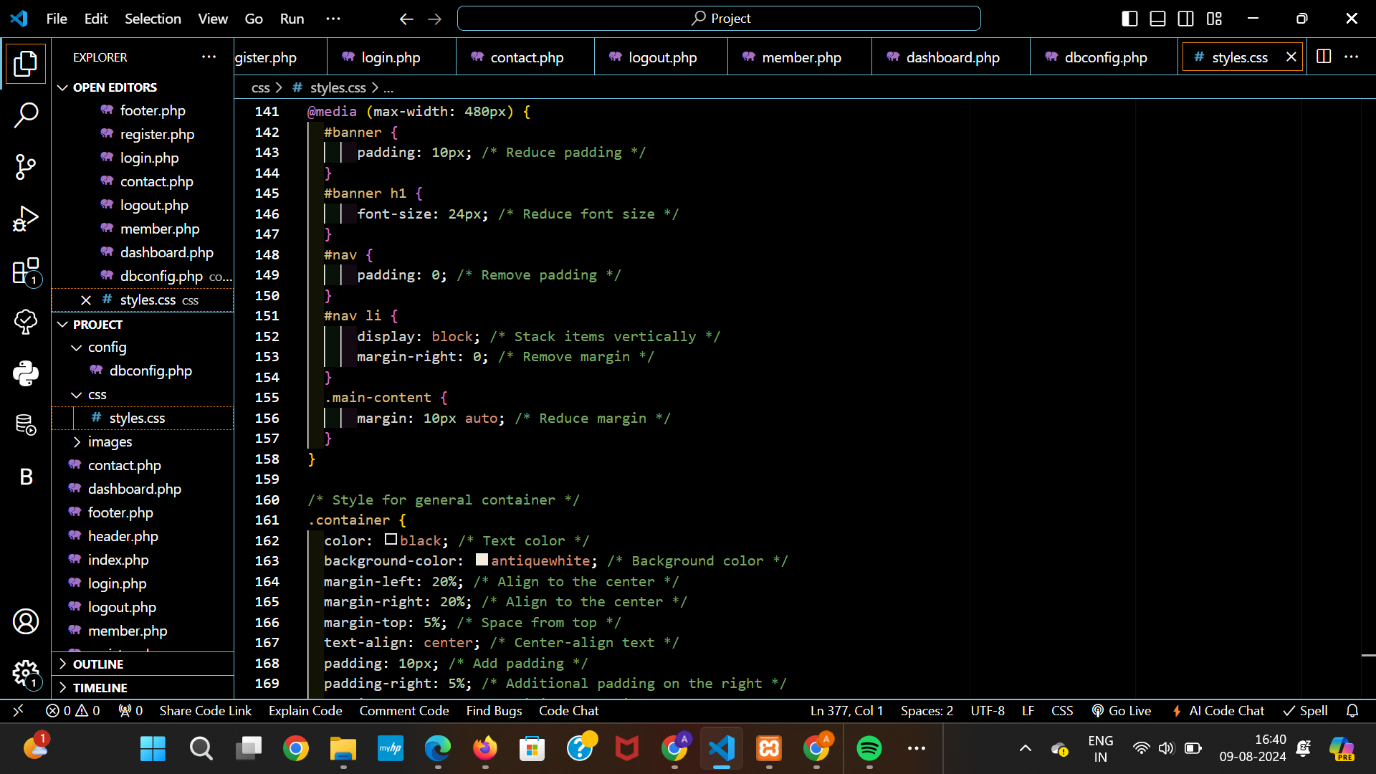 File Edit Selection View Go Run ···
Project
EXPLORER ···
gister.php login.php contact.php logout.php member.php dashboard.php dbconfig.php # styles.css ···
OPEN EDITORS
footer.php
register.php
login.php
contact.php
logout.php
member.php
dashboard.php
dbconfig.php co...
# styles.css css
PROJECT
config
dbconfig.php
css
# styles.css
images
contact.php
dashboard.php
footer.php
header.php
index.php
login.php
logout.php
member.php
OUTLINE
TIMELINE
1
B
1
css > # styles.css > ...
141 @media (max-width: 480px) {
142 #banner {
143 padding: 10px; /* Reduce padding */
144 }
145 #banner h1 {
146 font-size: 24px; /* Reduce font size */
147 }
148 #nav {
149 padding: 0; /* Remove padding */
150 }
151 #nav li {
152 display: block; /* Stack items vertically */
153 margin-right: 0; /* Remove margin */
154 }
155 .main-content {
156 margin: 10px auto; /* Reduce margin */
157 }
158 }
159
160 /* Style for general container */
161 .container {
162 color: black; /* Text color */
163 background-color: antiquewhite; /* Background color */
164 margin-left: 20%; /* Align to the center */
165 margin-right: 20%; /* Align to the center */
166 margin-top: 5%; /* Space from top */
167 text-align: center; /* Center-align text */
168 padding: 10px; /* Add padding */
169 padding-right: 5%; /* Additional padding on the right */
0 0 0 Share Code Link Explain Code Comment Code Find Bugs Code Chat Ln 377, Col 1 Spaces: 2 UTF-8 LF CSS Go Live AI Code Chat Spell
1 myhp A A ··· ENG IN 16:40 09-08-2024 PRE